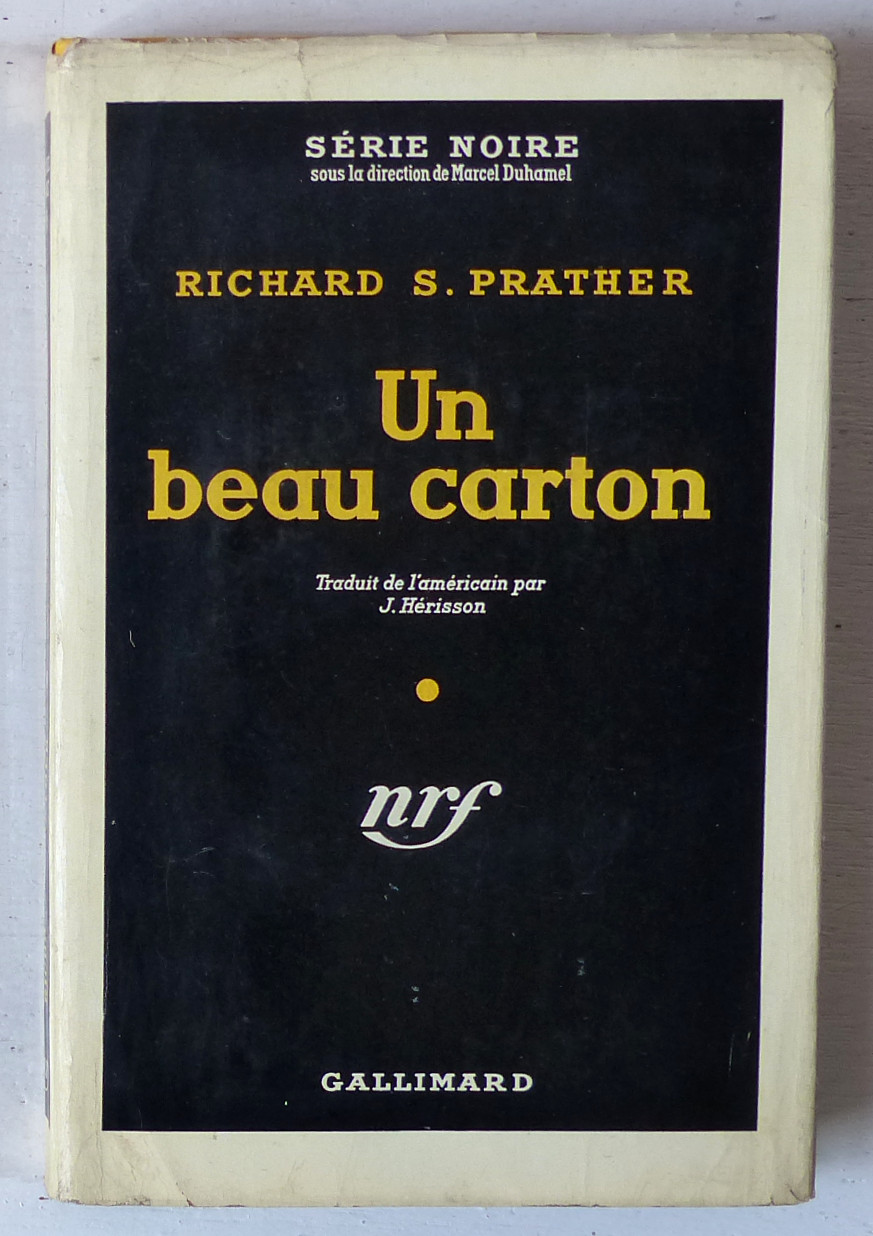 SÉRIE NOIRE
sous la direction de Marcel Duhamel
RICHARD S. PRATHER
Un
beau carton
Traduit de l'américain par
J. Hérisson
nrf
GALLIMARD